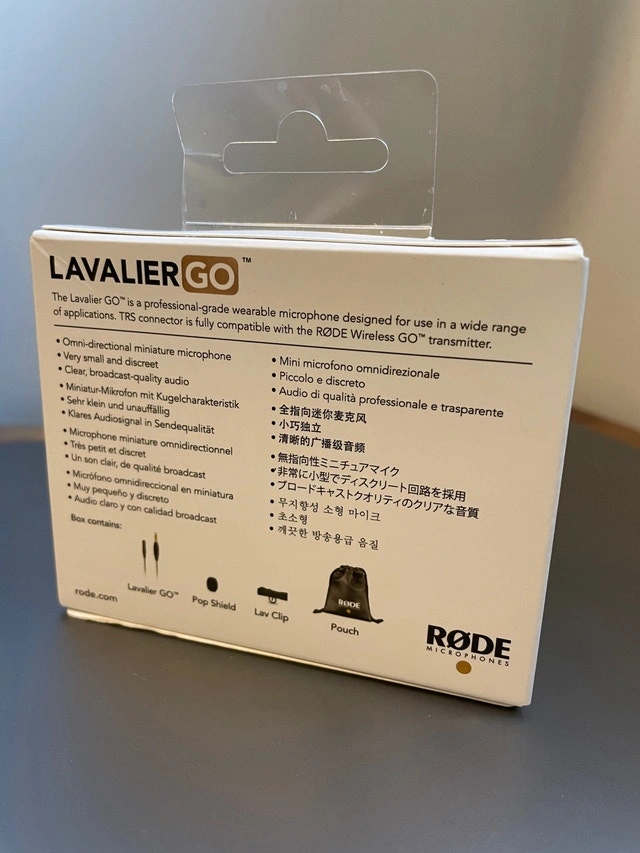 LAVALIER GO™
The Lavalier GO™ is a professional-grade wearable microphone designed for use in a wide range
of applications. TRS connector is fully compatible with the RØDE Wireless GO™ transmitter.
• Omni-directional miniature microphone
• Very small and discreet
• Clear, broadcast-quality audio
• Miniatur-Mikrofon mit Kugelcharakteristik
• Sehr klein und unauffällig
• Klares Audiosignal in Sendequalität
• Microphone miniature omnidirectionnel
• Très petit et discret
• Un son clair, de qualité broadcast
• Micrófono omnidireccional en miniatura
• Muy pequeño y discreto
• Audio claro y con calidad broadcast
• Mini microfono omnidirezionale
• Piccolo e discreto
• Audio di qualità professionale e trasparente
• 全指向迷你麦克风
• 小巧独立
• 清晰的广播级音频
• 無指向性ミニチュアマイク
• 非常に小型でディスクリート回路を採用
• ブロードキャストクオリティのクリアな音質
• 무지향성 소형 마이크
• 초소형
• 깨끗한 방송용급 음질
Box contains:
Lavalier GO™
Pop Shield
Lav Clip
RØDE
Pouch
rode.com
RØDE
MICROPHONES